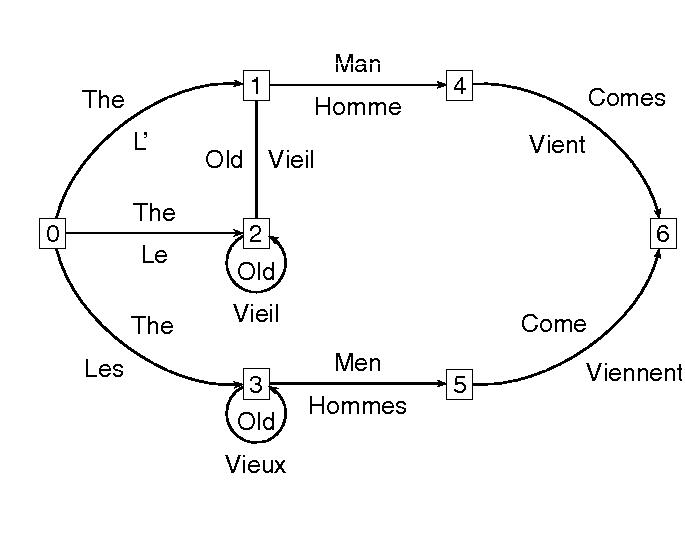 Man
1
4
The
Comes
Homme
L’
Vient
Old Vieil
The
0
2
6
Le
Old
Vieil
The
Come
Men
Les
Viennent
3
5
Hommes
Old
Vieux